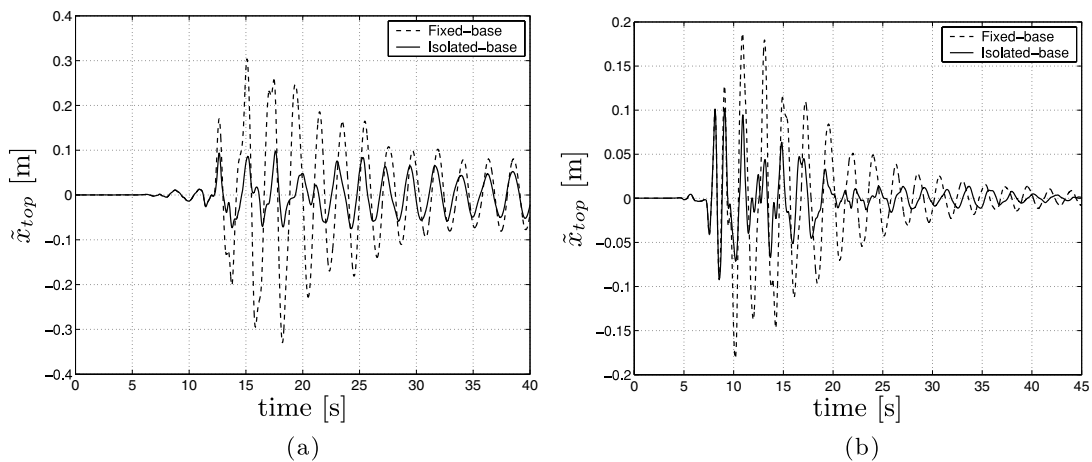 0.4
0.3
0.2
0.1
0
−0.1
−0.2
−0.3
−0.4
x̃top [m]
0 5 10 15 20 25 30 35 40
time [s]
Fixed−base
Isolated−base
(a)
0.2
0.15
0.1
0.05
0
−0.05
−0.1
−0.15
−0.2
x̃top [m]
0 5 10 15 20 25 30 35 40 45
time [s]
Fixed−base
Isolated−base
(b)